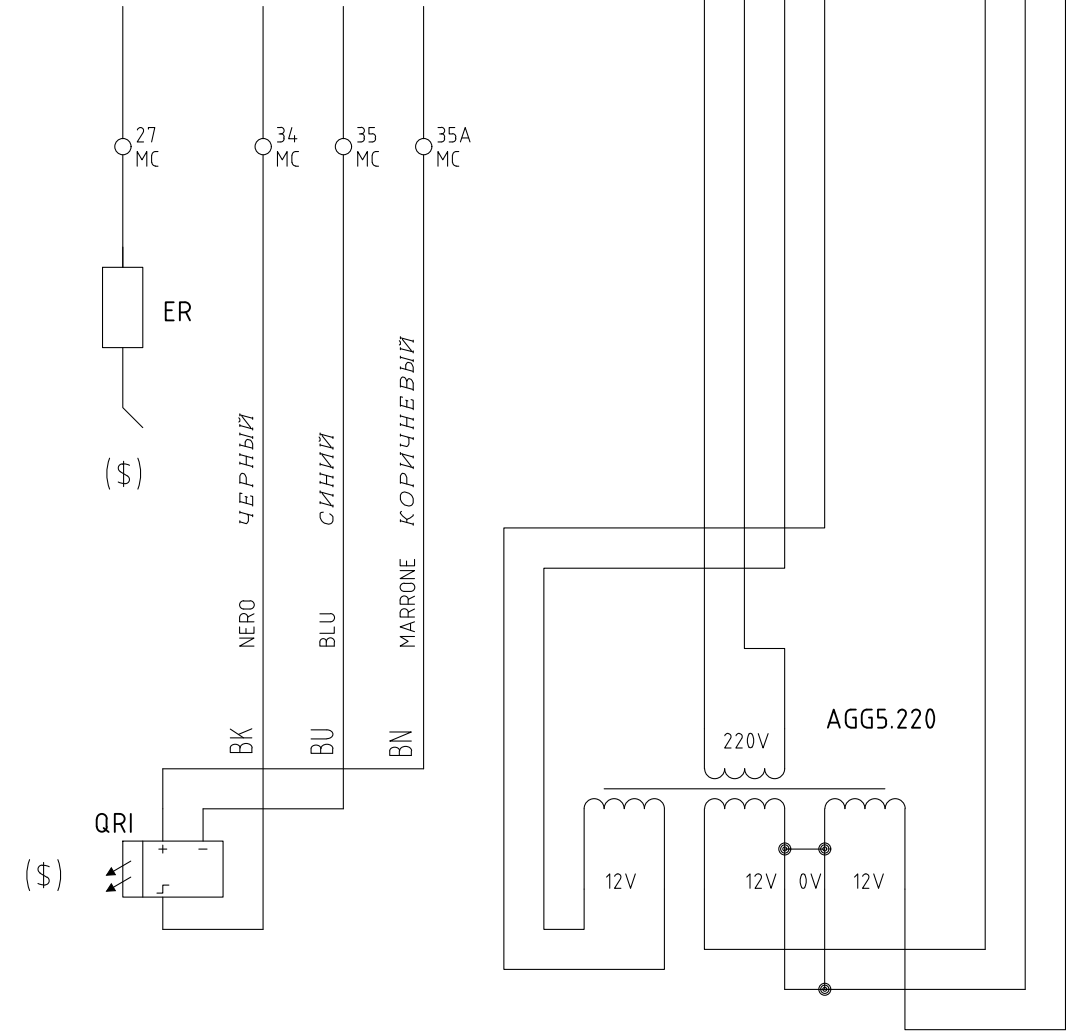 27
MC
34
MC
35
MC
35A
MC
ER
($)
ЧЕРНЫЙ
СИНИЙ
КОРИЧНЕВЫЙ
NERO
BLU
MARRONE
BK
BU
BN
AGG5.220
220V
QRI
+ −
($)
12V
12V
0V
12V